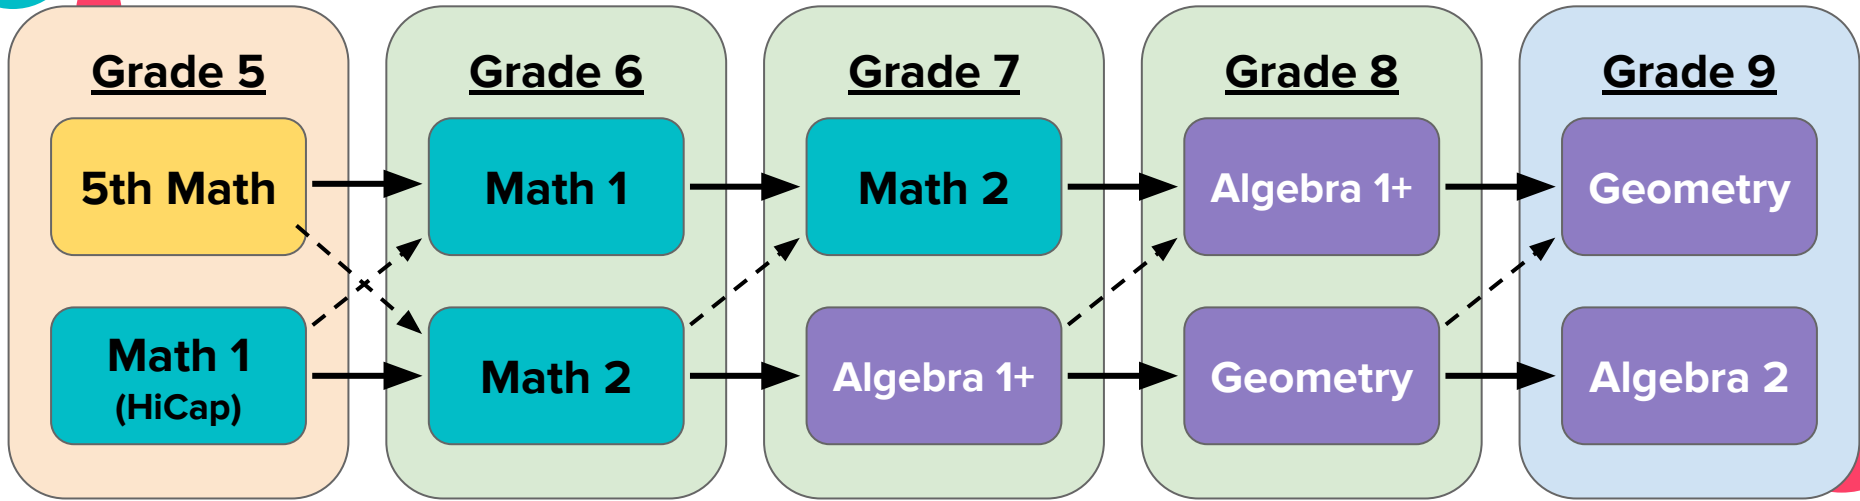 Grade 5
5th Math
Math 1
(HiCap)
Grade 6
Math 1
Math 2
Grade 7
Math 2
Algebra 1+
Grade 8
Algebra 1+
Geometry
Grade 9
Geometry
Algebra 2